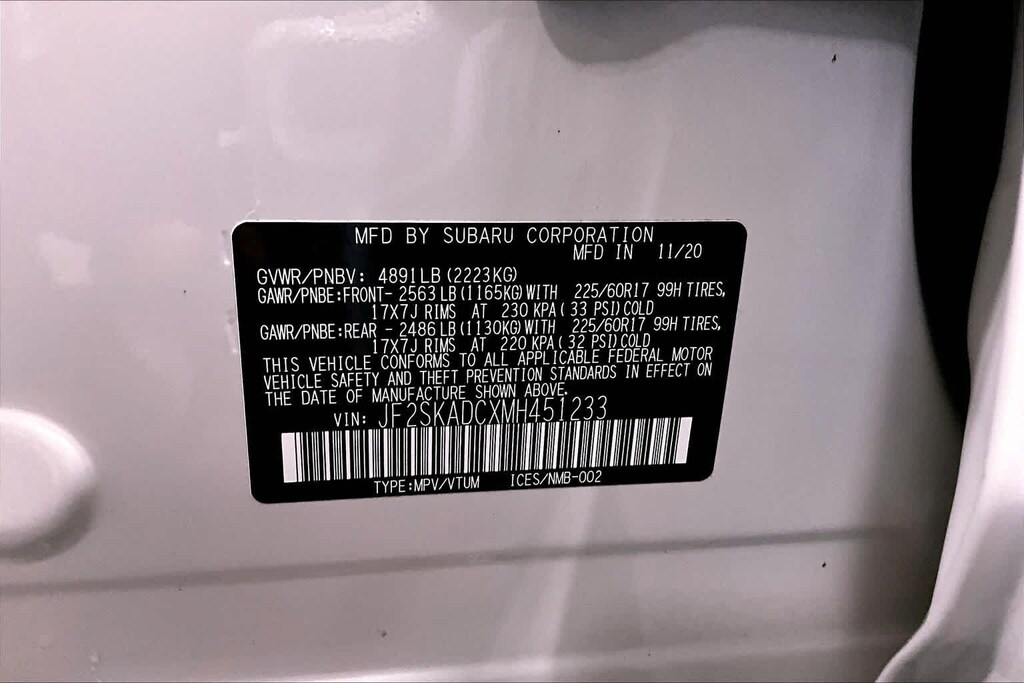 MFD BY SUBARU CORPORATION
MFD IN 11/20
GVWR/PNBV: 4891LB (2223KG)
GAWR/PNBE:FRONT- 2563 LB (1165KG) WITH 225/60R17 99H TIRES,
17X7J RIMS AT 230 KPA ( 33 PSI) COLD
GAWR/PNBE:REAR - 2486 LB (1130KG) WITH 225/60R17 99H TIRES,
17X7J RIMS AT 220 KPA ( 32 PSI) COLD
THIS VEHICLE CONFORMS TO ALL APPLICABLE FEDERAL MOTOR
VEHICLE SAFETY AND THEFT PREVENTION STANDARDS IN EFFECT ON
THE DATE OF MANUFACTURE SHOWN ABOVE.
VIN: JF2SKADCXMH451233
TYPE:MPV/VTUM ICES/NMB-002